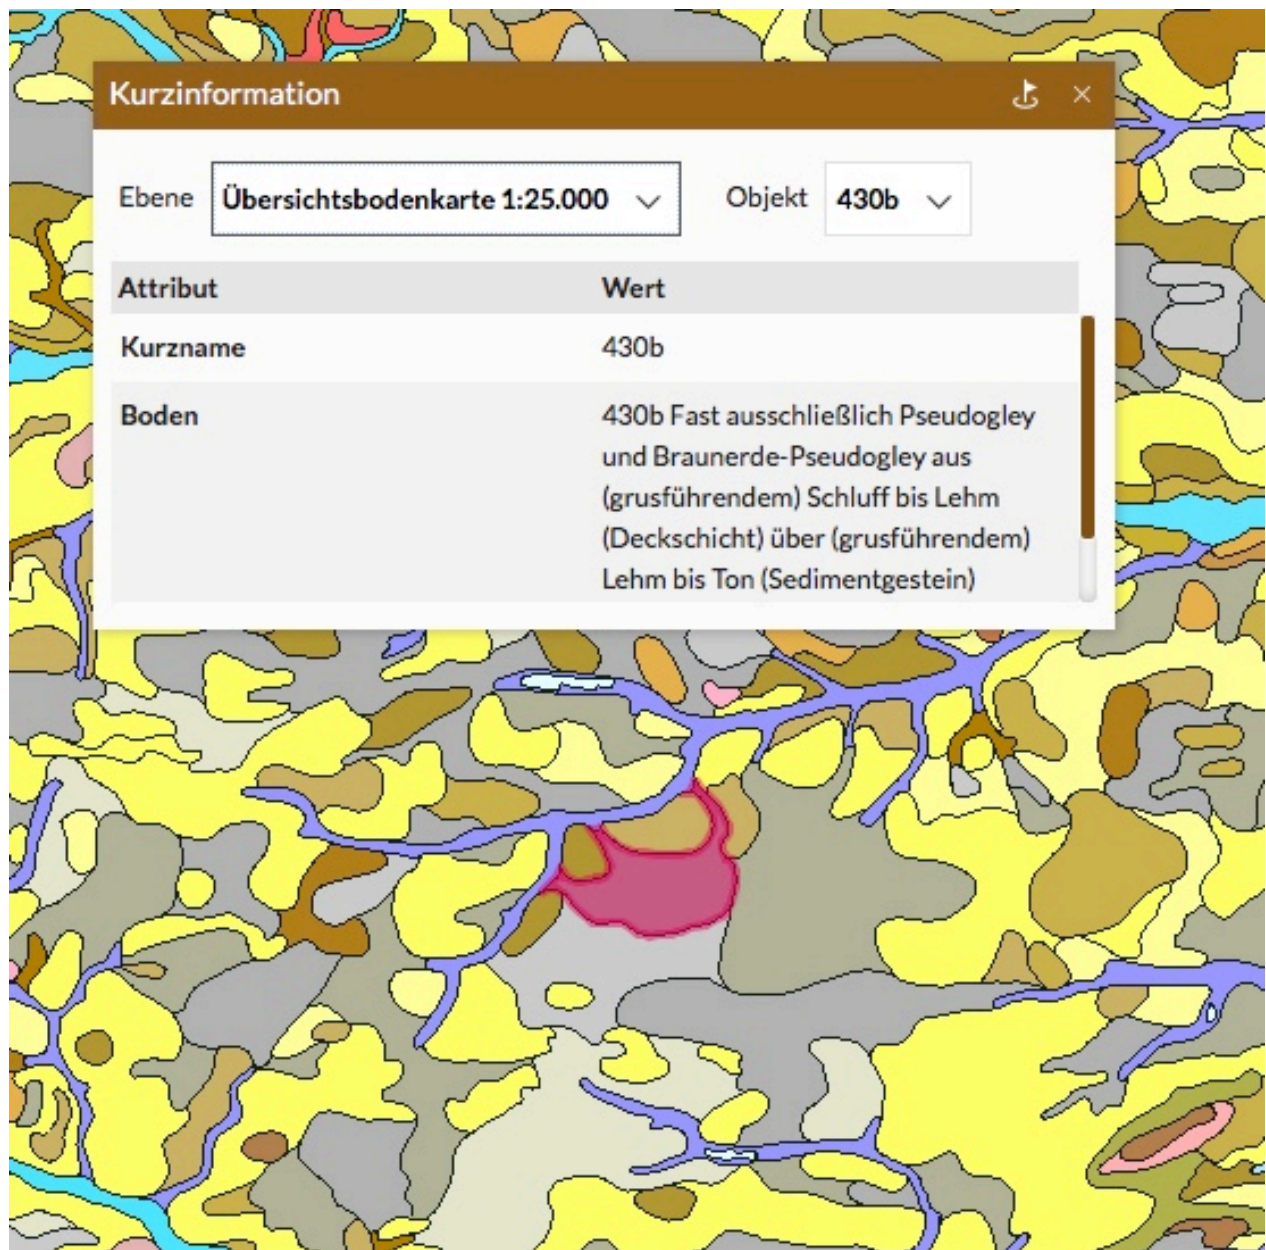 Kurzinformation
Ebene Übersichtsbodenkarte 1:25.000 Objekt 430b
Attribut Wert
Kurzname 430b
Boden 430b Fast ausschließlich Pseudogley
und Braunerde-Pseudogley aus
(grusführendem) Schluff bis Lehm
(Deckschicht) über (grusführendem)
Lehm bis Ton (Sedimentgestein)